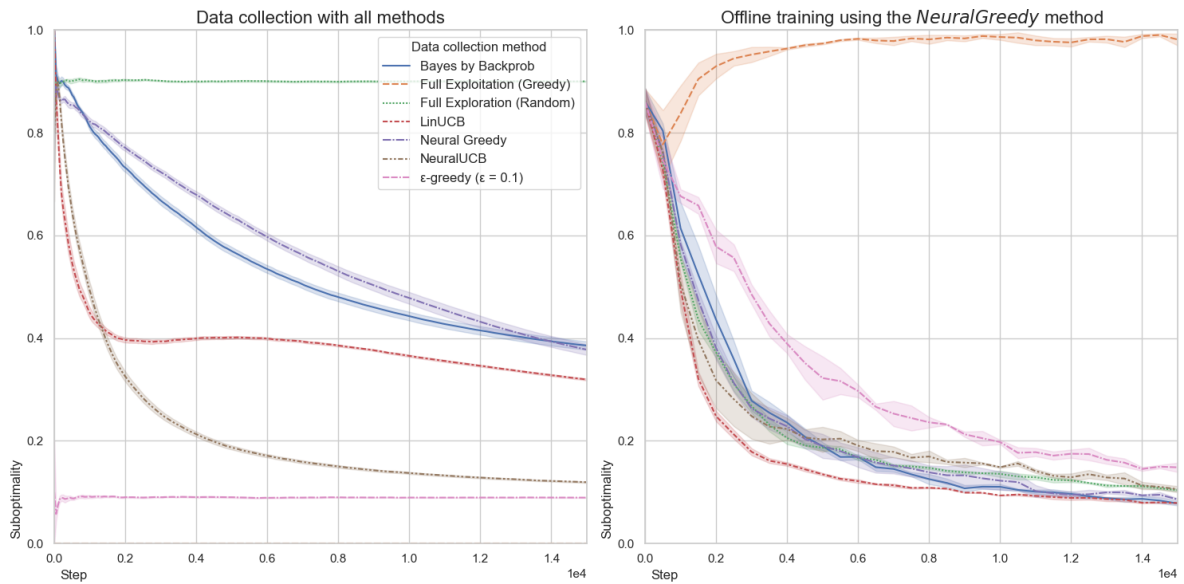 Data collection with all methods
1.0
0.8
0.6
0.4
0.2
0.0
Suboptimality
0.0 0.2 0.4 0.6 0.8 1.0 1.2 1.4
Step
1e4
Data collection method
Bayes by Backprob
Full Exploitation (Greedy)
Full Exploration (Random)
LinUCB
Neural Greedy
NeuralUCB
ε-greedy (ε = 0.1)
Offline training using the NeuralGreedy method
1.0
0.8
0.6
0.4
0.2
0.0
Suboptimality
0.0 0.2 0.4 0.6 0.8 1.0 1.2 1.4
Step
1e4